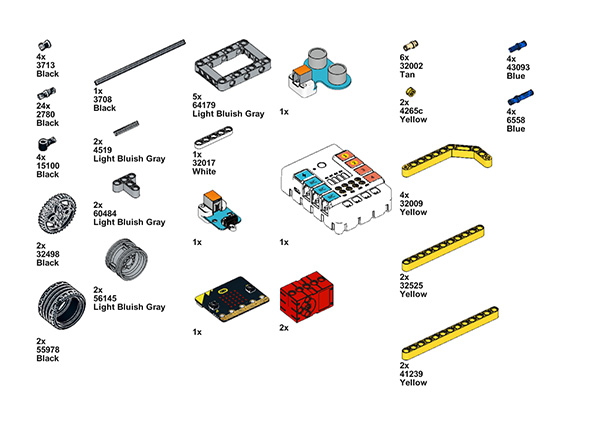 4x
3713
Black
24x
2780
Black
4x
15100
Black
2x
32498
Black
2x
55978
Black
1x
3708
Black
2x
4519
Light Bluish Gray
2x
60484
Light Bluish Gray
2x
56145
Light Bluish Gray
5x
64179
Light Bluish Gray
1x
32017
White
1x
1x
1x
1x
2x
6x
32002
Tan
2x
4265c
Yellow
4x
32009
Yellow
2x
32525
Yellow
2x
41239
Yellow
4x
43093
Blue
4x
6558
Blue